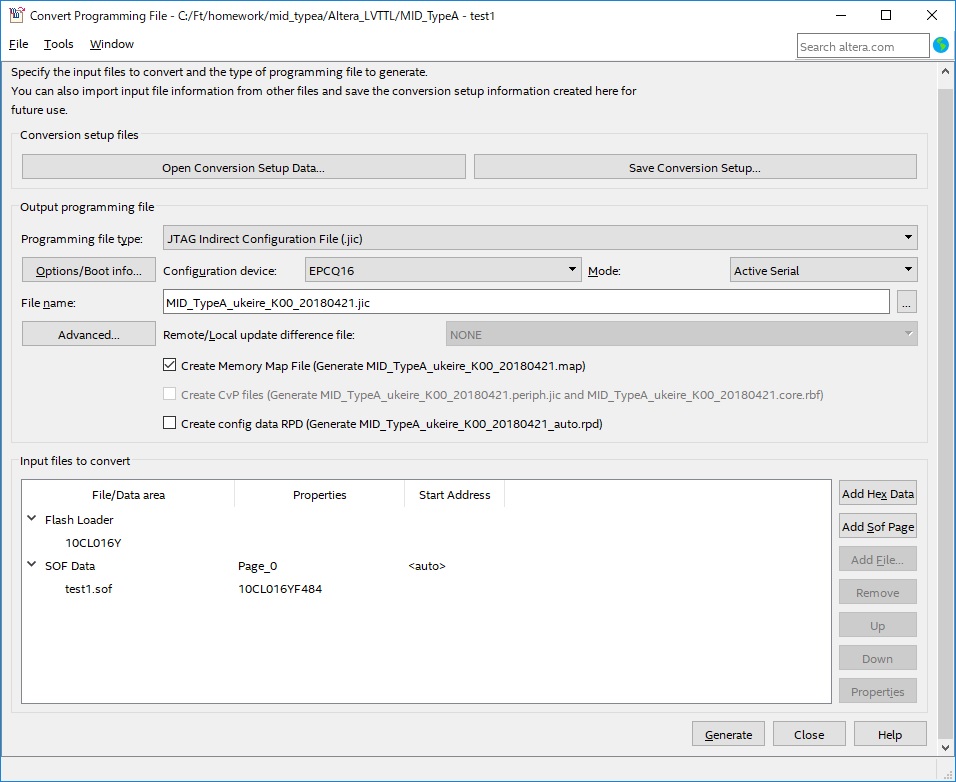 Convert Programming File - C:/Ft/homework/mid_typea/Altera_LVTTL/MID_TypeA - test1
File Tools Window Search altera.com
Specify the input files to convert and the type of programming file to generate.
You can also import input file information from other files and save the conversion setup information created here for
future use.
Conversion setup files
Open Conversion Setup Data... Save Conversion Setup...
Output programming file
Programming file type: JTAG Indirect Configuration File (.jic)
Options/Boot info... Configuration device: EPCQ16 Mode: Active Serial
File name: MID_TypeA_ukeire_K00_20180421.jic ...
Advanced... Remote/Local update difference file: NONE
Create Memory Map File (Generate MID_TypeA_ukeire_K00_20180421.map)
Create CvP files (Generate MID_TypeA_ukeire_K00_20180421.periph.jic and MID_TypeA_ukeire_K00_20180421.core.rbf)
Create config data RPD (Generate MID_TypeA_ukeire_K00_20180421_auto.rpd)
Input files to convert
File/Data area Properties Start Address Add Hex Data
Flash Loader Add Sof Page
10CL016Y
SOF Data Page_0 <auto> Add File...
test1.sof 10CL016YF484 Remove
Up
Down
Properties
Generate Close Help